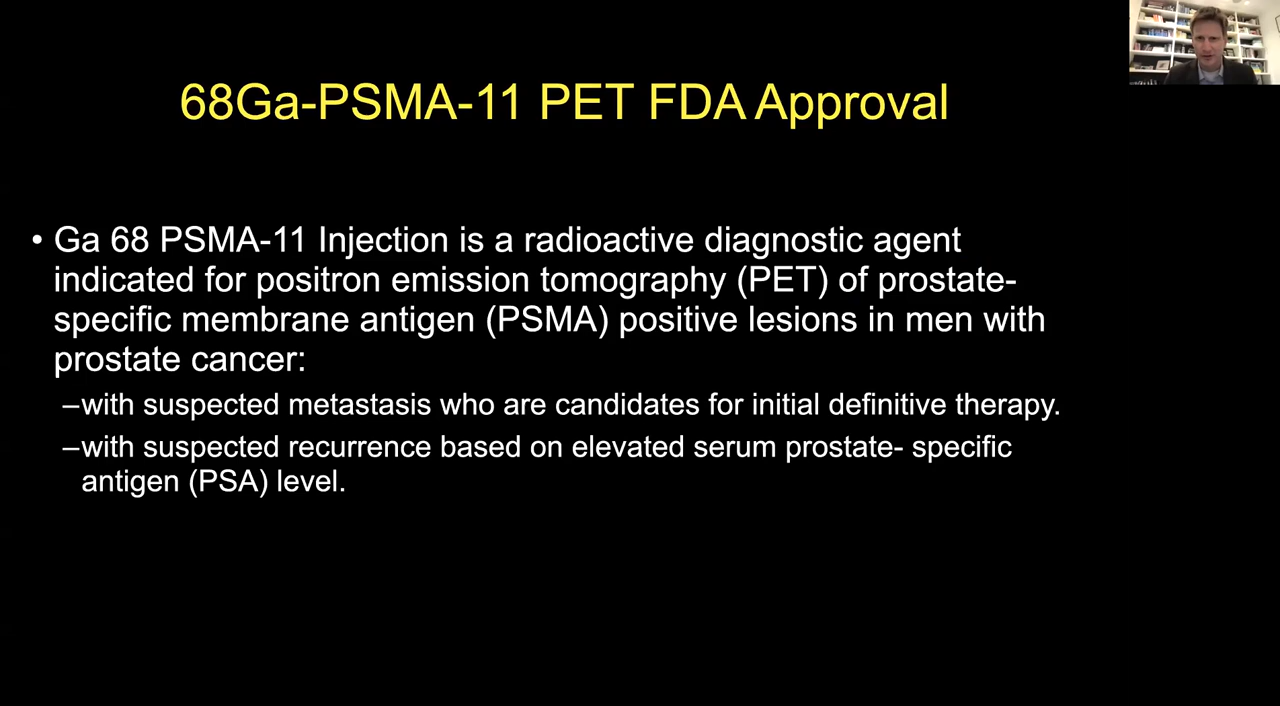 68Ga-PSMA-11 PET FDA Approval
• Ga 68 PSMA-11 Injection is a radioactive diagnostic agent
indicated for positron emission tomography (PET) of prostate-
specific membrane antigen (PSMA) positive lesions in men with
prostate cancer:
–with suspected metastasis who are candidates for initial definitive therapy.
–with suspected recurrence based on elevated serum prostate- specific
antigen (PSA) level.